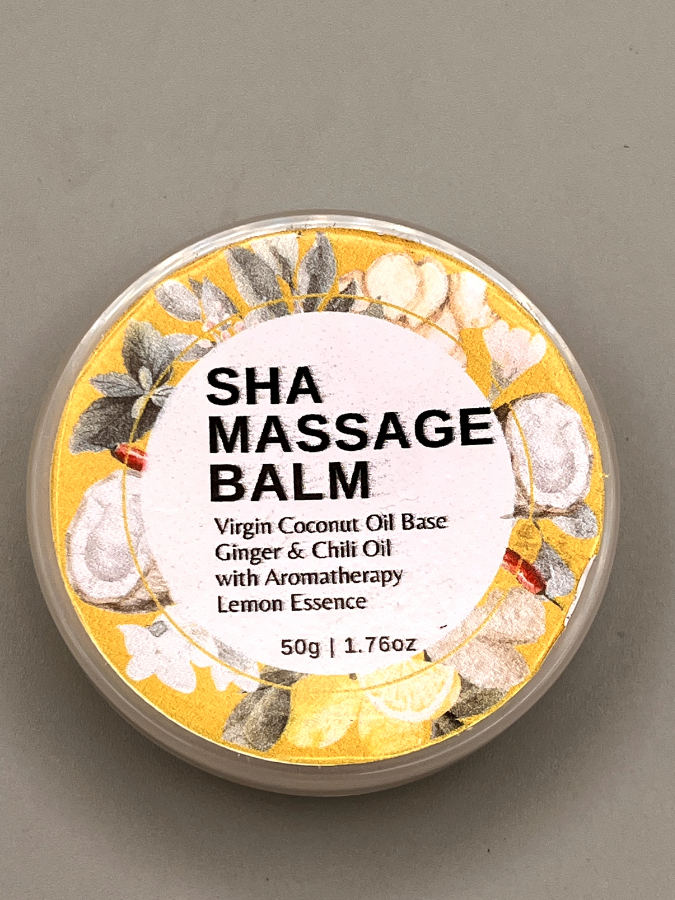 SHA
MASSAGE
BALM
Virgin Coconut Oil Base
Ginger & Chili Oil
with Aromatherapy
Lemon Essence
50g | 1.76oz